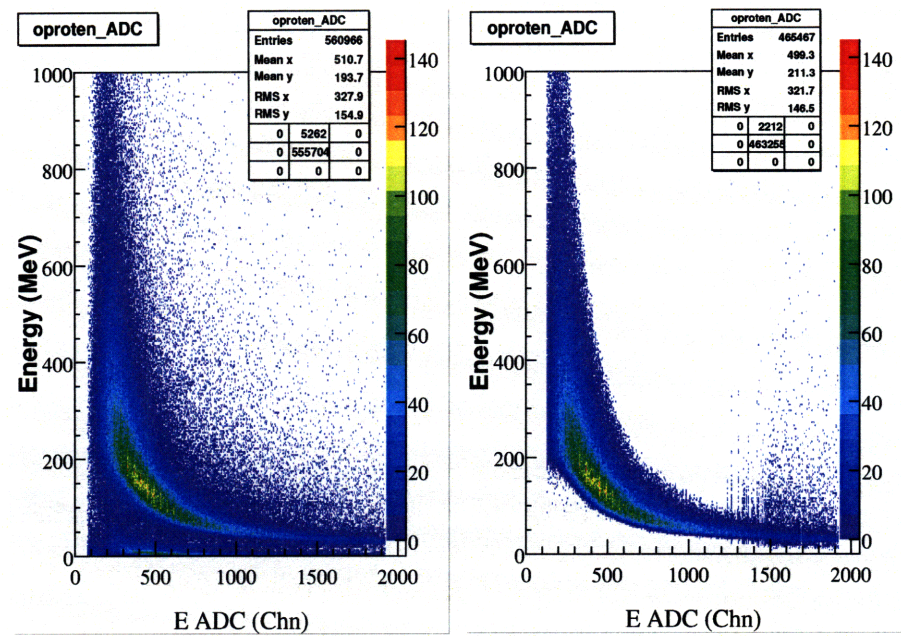 oproten_ADC
oproten_ADC
Entries 560966
Mean x 510.7
Mean y 193.7
RMS x 327.9
RMS y 154.9
0 5262 0
0 555704 0
0 0 0
140
120
100
80
60
40
20
0
1000
800
600
400
200
0
Energy (MeV)
0 500 1000 1500 2000
E ADC (Chn)
oproten_ADC
oproten_ADC
Entries 465467
Mean x 499.3
Mean y 211.3
RMS x 321.7
RMS y 146.5
0 2212 0
0 463255 0
0 0 0
140
120
100
80
60
40
20
0
1000
800
600
400
200
0
Energy (MeV)
0 500 1000 1500 2000
E ADC (Chn)